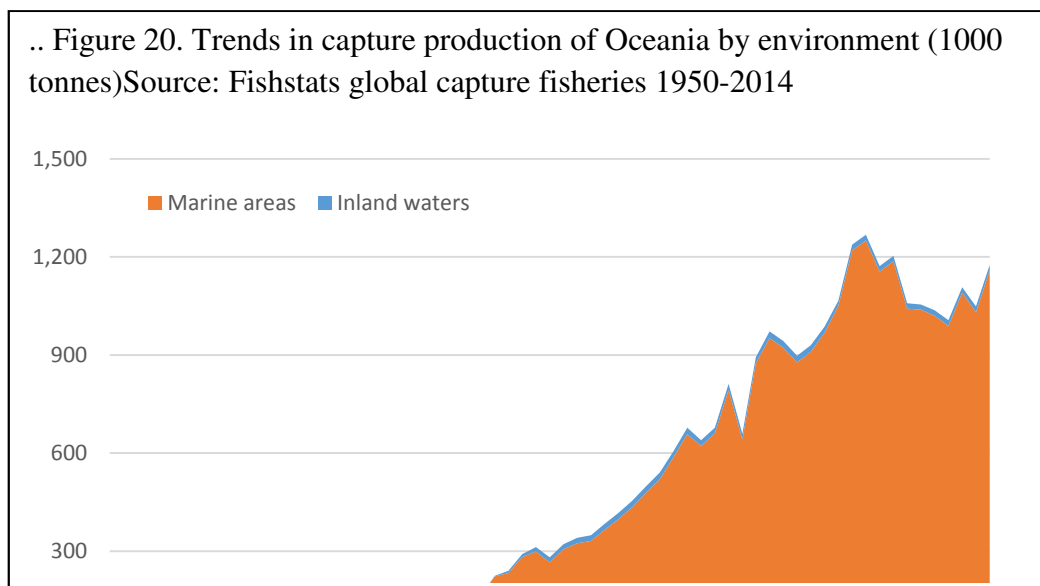 .. Figure 20. Trends in capture production of Oceania by environment (1000
tonnes)Source: Fishstats global capture fisheries 1950-2014
1,500
Marine areas Inland waters
1,200
900
600
300